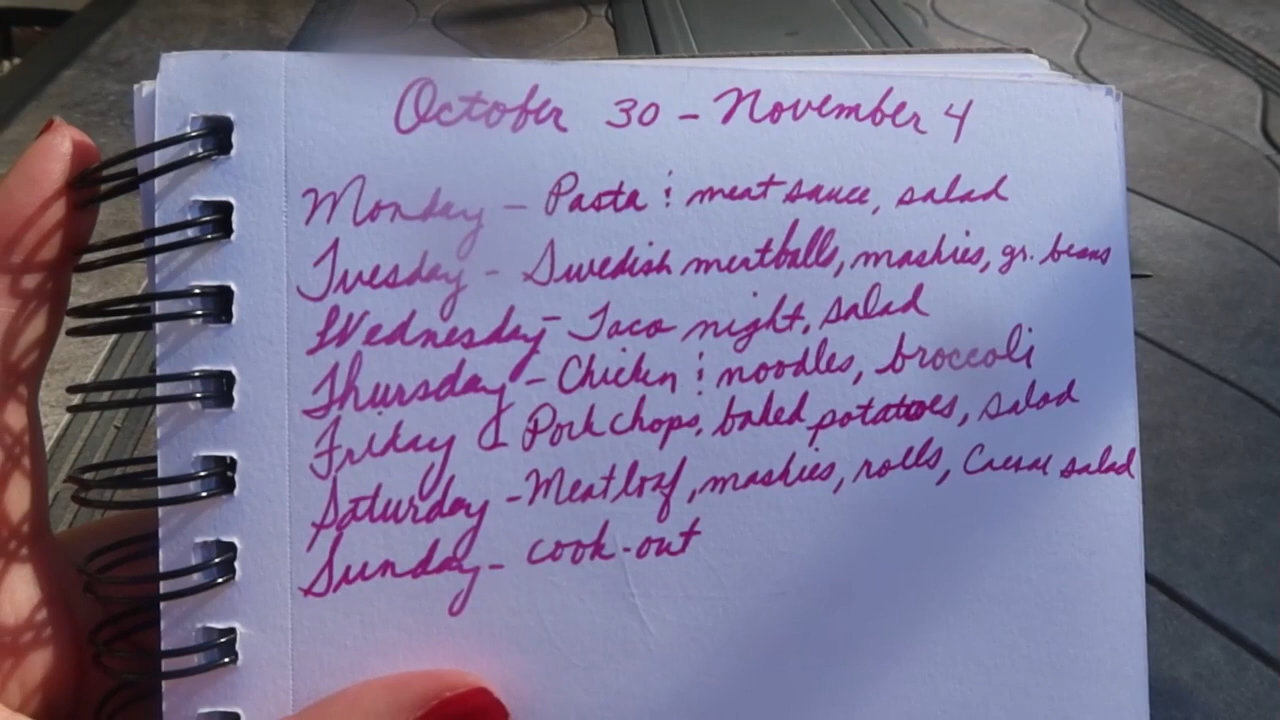 October 30 - November 4
Monday - Pasta & meat sauce, salad
Tuesday - Swedish meatballs, mashies, gr. beans
Wednesday - Taco night, salad
Thursday - Chicken & noodles, broccoli
Friday - Pork chops, baked potatoes, salad
Saturday - Meatloaf, mashies, rolls, Caesar salad
Sunday - cook-out